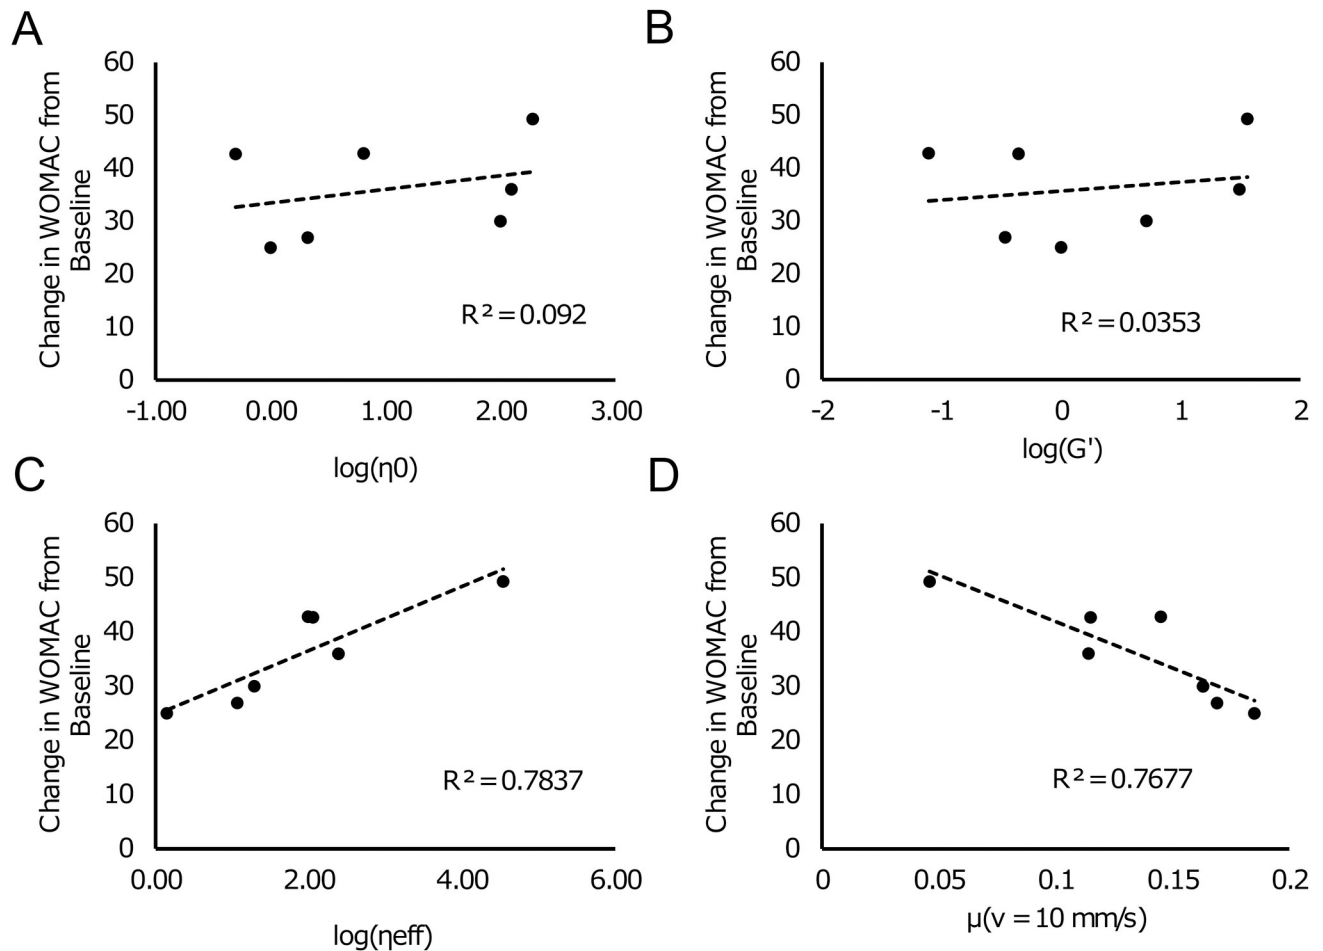 A
Change in WOMAC from
Baseline
60
50
40
30
20
10
0
R² = 0.092
-1.00 0.00 1.00 2.00 3.00
log(η0)
B
Change in WOMAC from
Baseline
60
50
40
30
20
10
0
R² = 0.0353
-2 -1 0 1 2
log(G')
C
Change in WOMAC from
Baseline
60
50
40
30
20
10
0
R² = 0.7837
0.00 2.00 4.00 6.00
log(ηeff)
D
Change in WOMAC from
Baseline
60
50
40
30
20
10
0
R² = 0.7677
0 0.05 0.1 0.15 0.2
μ(v = 10 mm/s)